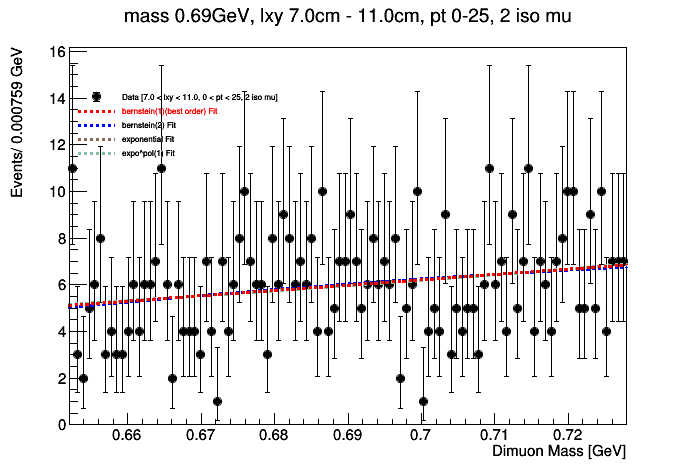 mass 0.69GeV, lxy 7.0cm - 11.0cm, pt 0-25, 2 iso mu
Events/ 0.000759 GeV
16
14
12
10
8
6
4
2
0
Data [7.0 < lxy < 11.0, 0 < pt < 25, 2 iso mu]
bernstein(1)(best order) Fit
bernstein(2) Fit
exponential Fit
expo*pol(1) Fit
0.66 0.67 0.68 0.69 0.7 0.71 0.72
Dimuon Mass [GeV]